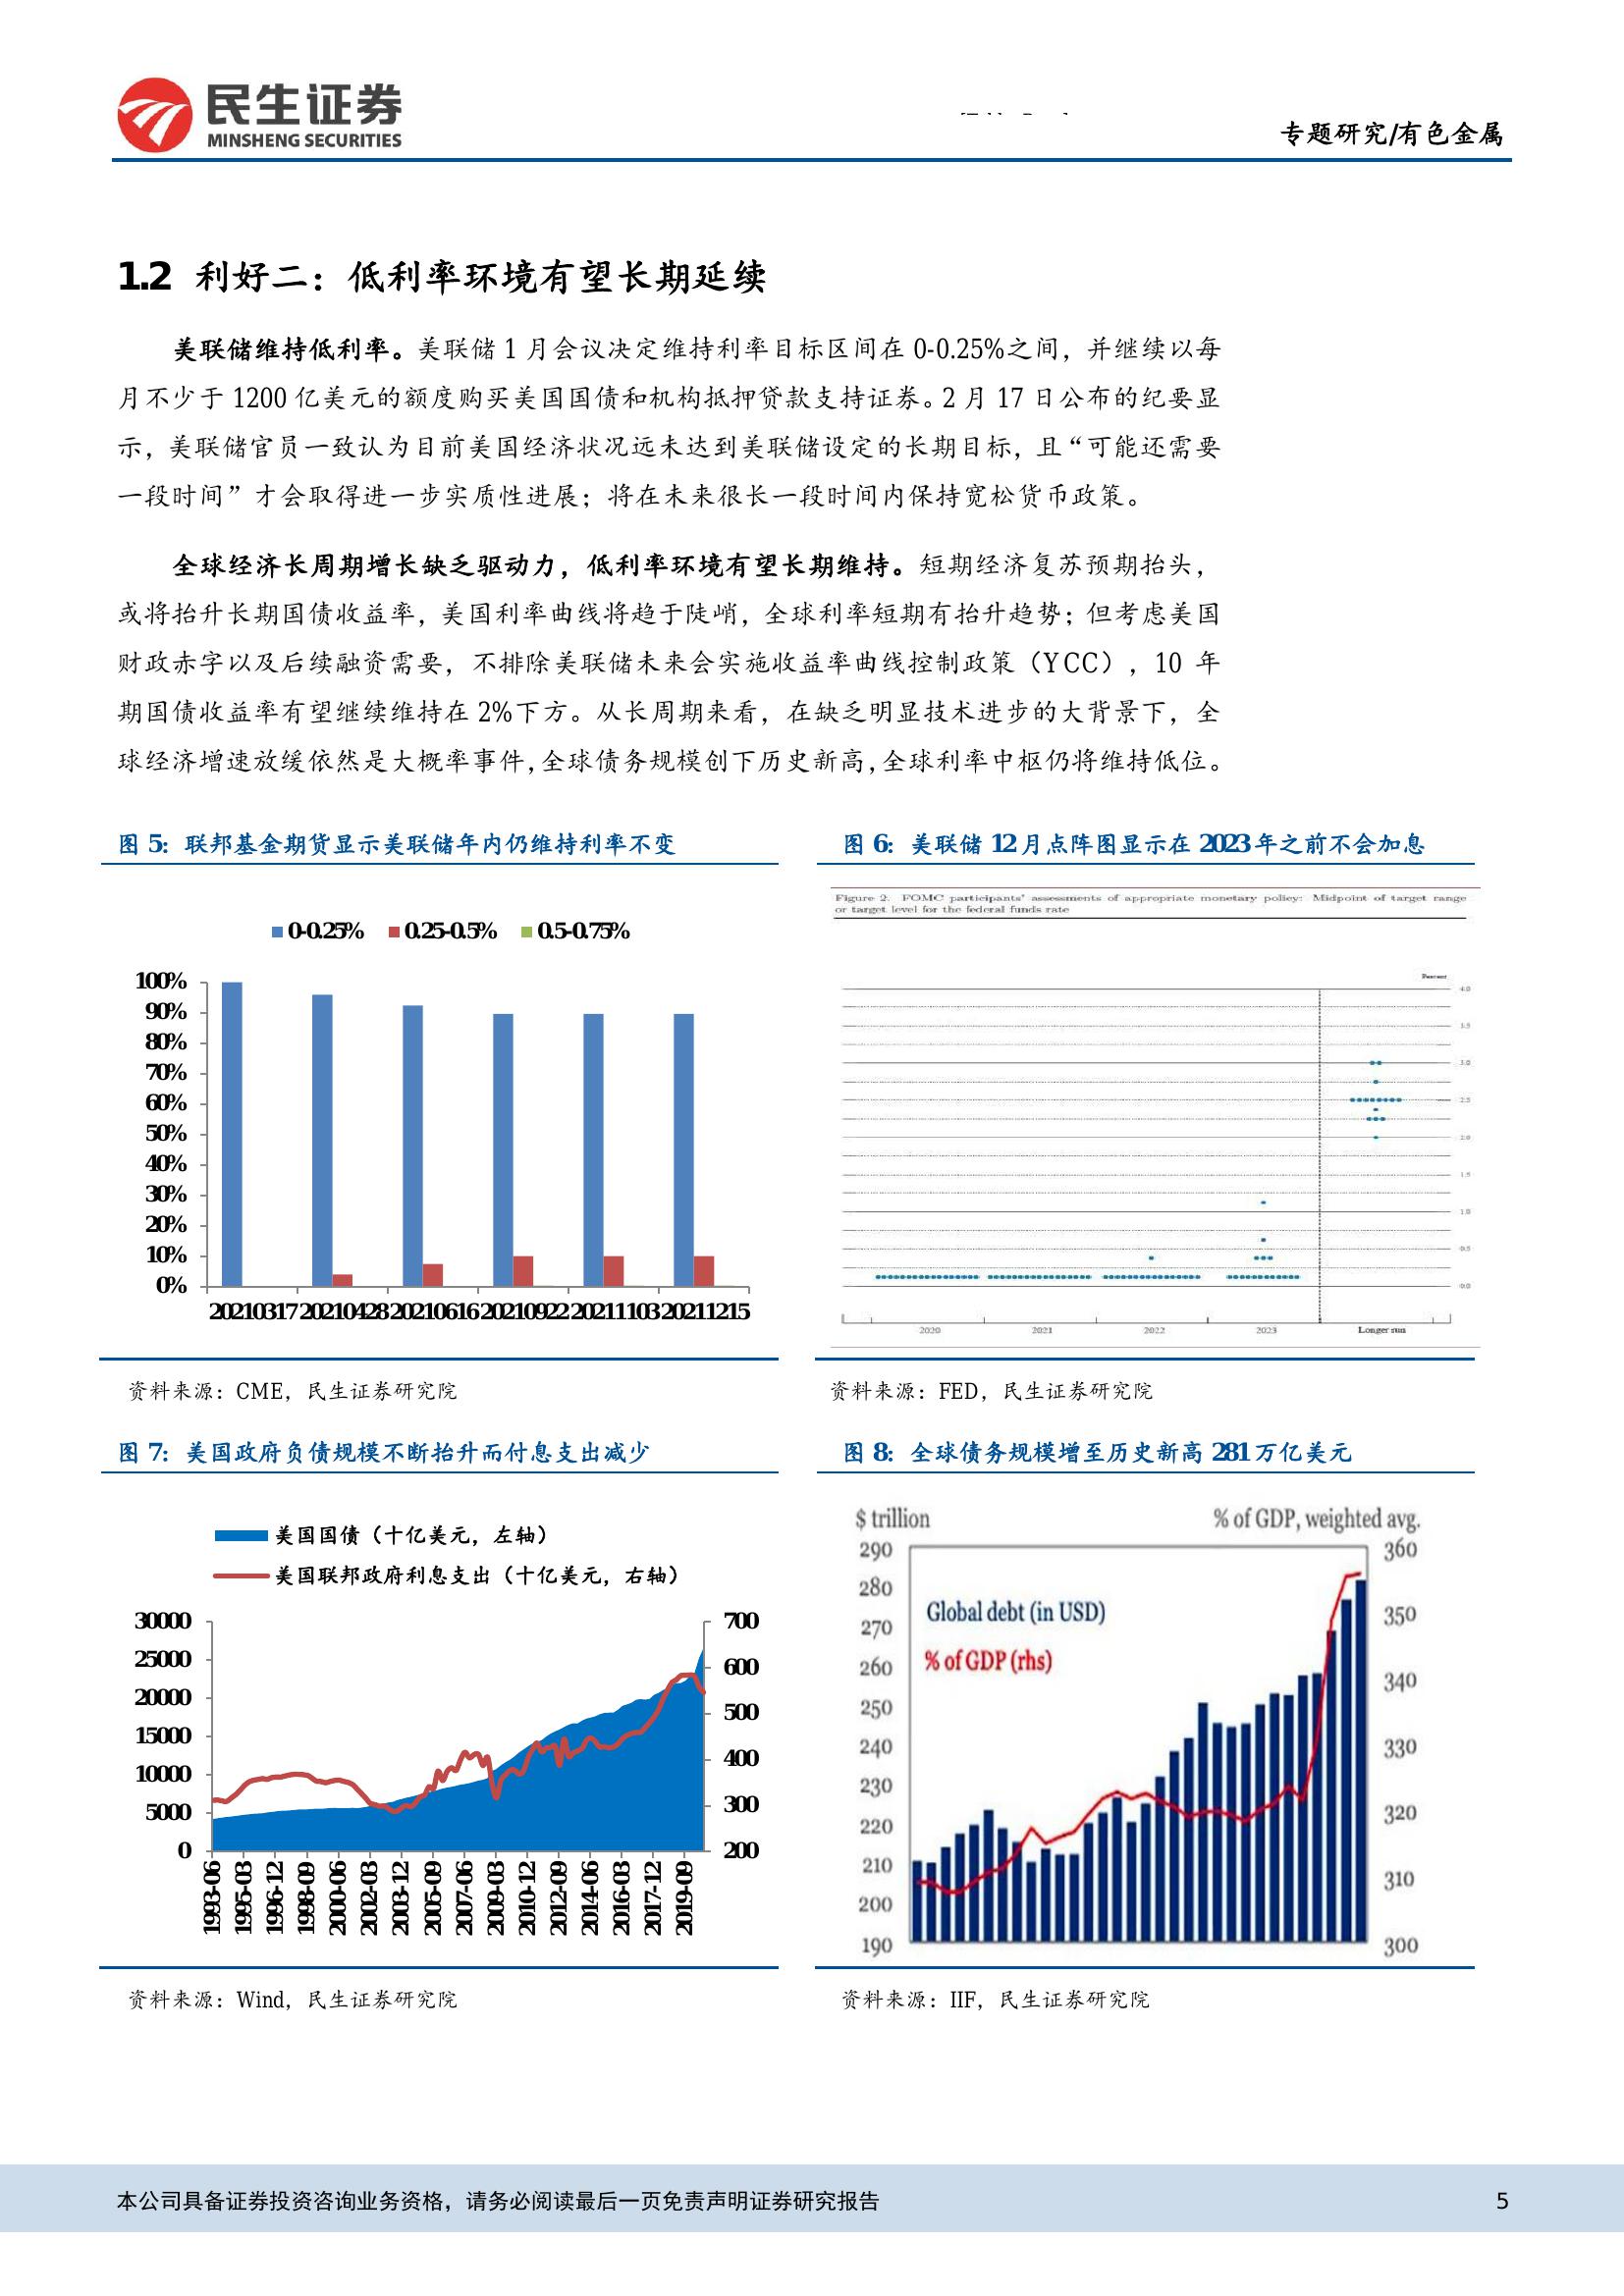 民生证券
MINSHENG SECURITIES
专题研究/有色金属
1.2 利好二：低利率环境有望长期延续
美联储维持低利率。美联储 1 月会议决定维持利率目标区间在 0-0.25%之间，并继续以每
月不少于 1200 亿美元的额度购买美国国债和机构抵押贷款支持证券。2 月 17 日公布的纪要显
示，美联储官员一致认为目前美国经济状况远未达到美联储设定的长期目标，且“可能还需要
一段时间”才会取得进一步实质性进展；将在未来很长一段时间内保持宽松货币政策。
全球经济长周期增长缺乏驱动力，低利率环境有望长期维持。短期经济复苏预期抬头，
或将抬升长期国债收益率，美国利率曲线将趋于陡峭，全球利率短期有抬升趋势；但考虑美国
财政赤字以及后续融资需要，不排除美联储未来会实施收益率曲线控制政策（YCC），10 年
期国债收益率有望继续维持在 2%下方。从长周期来看，在缺乏明显技术进步的大背景下，全
球经济增速放缓依然是大概率事件，全球债务规模创下历史新高，全球利率中枢仍将维持低位。
图 5：联邦基金期货显示美联储年内仍维持利率不变
0-0.25% 0.25-0.5% 0.5-0.75%
100%
90%
80%
70%
60%
50%
40%
30%
20%
10%
0%
20210317 20210428 20210616 20210922 20211103 20211215
资料来源：CME，民生证券研究院
图 6：美联储 12 月点阵图显示在 2023 年之前不会加息
Figure 2. FOMC participants' assessments of appropriate monetary policy: Midpoint of target range
or target level for the federal funds rate
Percent
4.0
3.5
3.0
2.5
2.0
1.5
1.0
0.5
0.0
2020 2021 2022 2023 Longer run
资料来源：FED，民生证券研究院
图 7：美国政府负债规模不断抬升而付息支出减少
美国国债（十亿美元，左轴）
美国联邦政府利息支出（十亿美元，右轴）
30000 700
25000 600
20000 500
15000 400
10000 300
5000 200
0
1993-06 1995-03 1996-12 1998-09 2000-06 2002-03 2003-12 2005-09 2007-06 2009-03 2010-12 2012-09 2014-06 2016-03 2017-12 2019-09
资料来源：Wind，民生证券研究院
图 8：全球债务规模增至历史新高 281 万亿美元
$ trillion % of GDP, weighted avg.
290 360
280 350
270 340
260 330
250 320
240 310
230 300
220
210
200
190
Global debt (in USD)
% of GDP (rhs)
资料来源：IIF，民生证券研究院
本公司具备证券投资咨询业务资格，请务必阅读最后一页免责声明证券研究报告 5